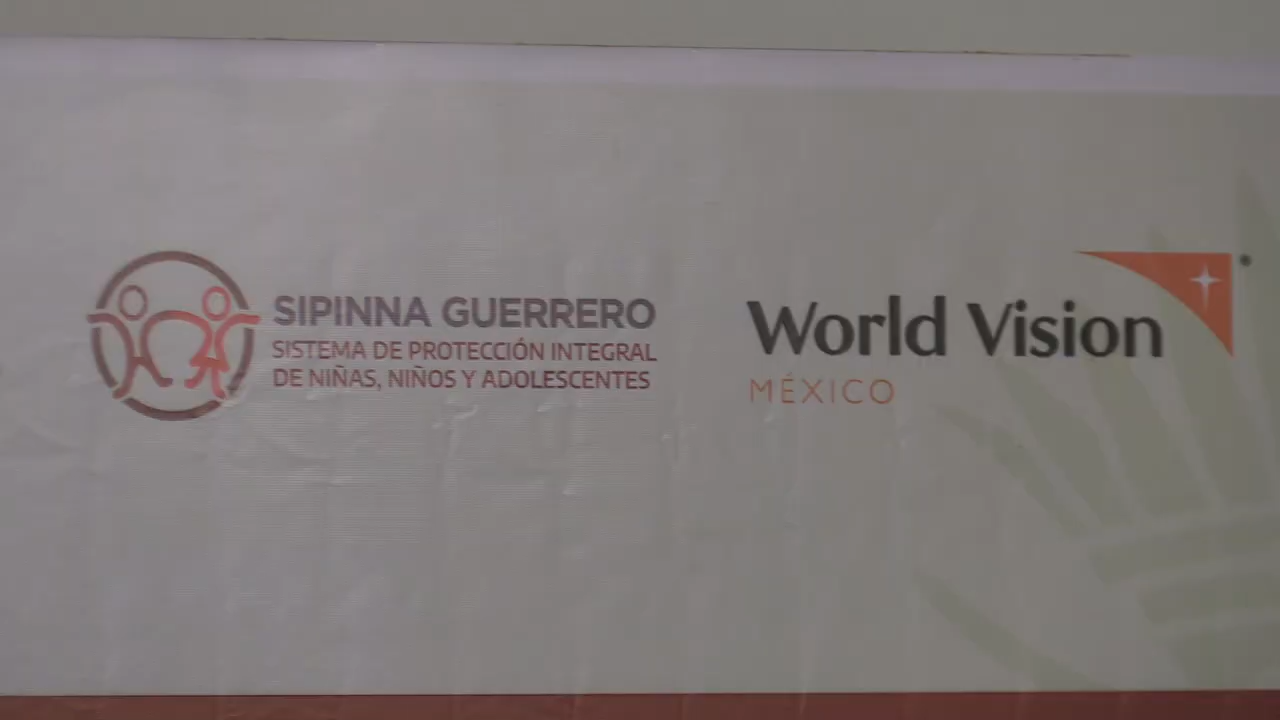 SIPINNA GUERRERO
SISTEMA DE PROTECCIÓN INTEGRAL
DE NIÑAS, NIÑOS Y ADOLESCENTES
World Vision
MÉXICO